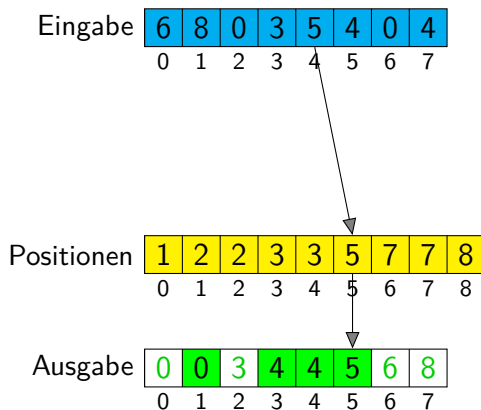 Eingabe 6 8 0 3 5 4 0 4
0 1 2 3 4 5 6 7
Positionen 1 2 2 3 3 5 7 7 8
0 1 2 3 4 5 6 7 8
Ausgabe 0 0 3 4 4 5 6 8
0 1 2 3 4 5 6 7